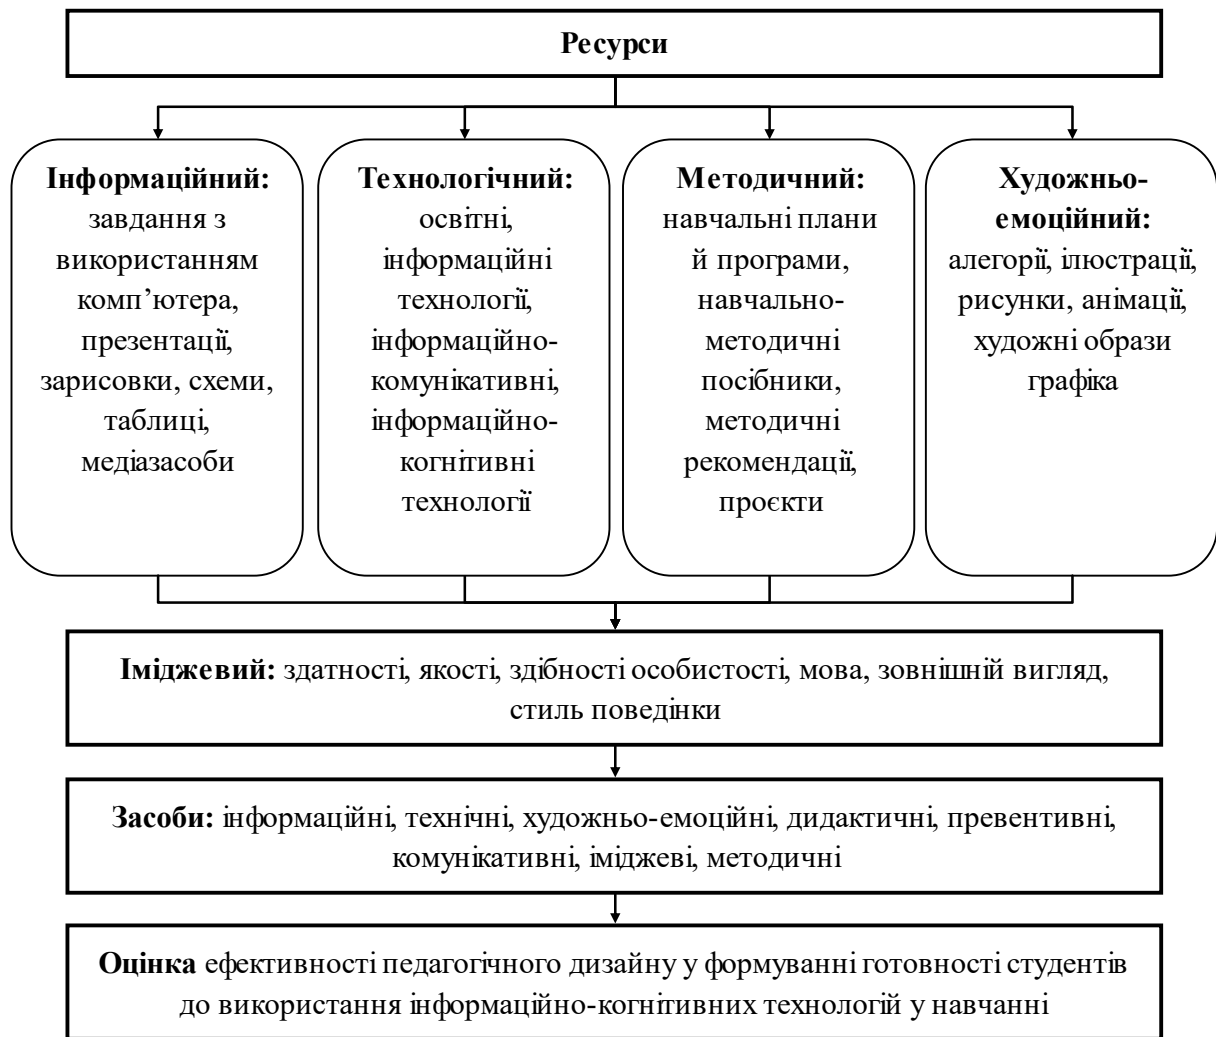 Ресурси
Інформаційний:
завдання з
використанням
комп’ютера,
презентації,
зарисовки, схеми,
таблиці,
медіазасоби
Технологічний:
освітні,
інформаційні
технології,
інформаційно-
комунікативні,
інформаційно-
когнітивні
технології
Методичний:
навчальні плани
й програми,
навчально-
методичні
посібники,
методичні
рекомендації,
проєкти
Художньо-
емоційний:
алегорії, ілюстрації,
рисунки, анімації,
художні образи
графіка
Іміджевий: здатності, якості, здібності особистості, мова, зовнішній вигляд,
стиль поведінки
Засоби: інформаційні, технічні, художньо-емоційні, дидактичні, превентивні,
комунікативні, іміджеві, методичні
Оцінка ефективності педагогічного дизайну у формуванні готовності студентів
до використання інформаційно-когнітивних технологій у навчанні